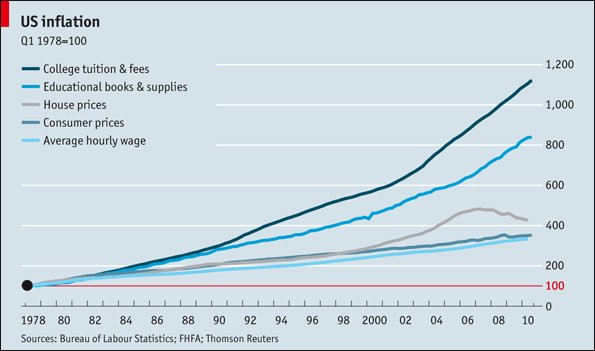 US inflation
Q1 1978=100
College tuition & fees
Educational books & supplies
House prices
Consumer prices
Average hourly wage
1,200
1,000
800
600
400
200
100
0
1978 80 82 84 86 88 90 92 94 96 98 2000 02 04 06 08 10
Sources: Bureau of Labour Statistics; FHFA; Thomson Reuters